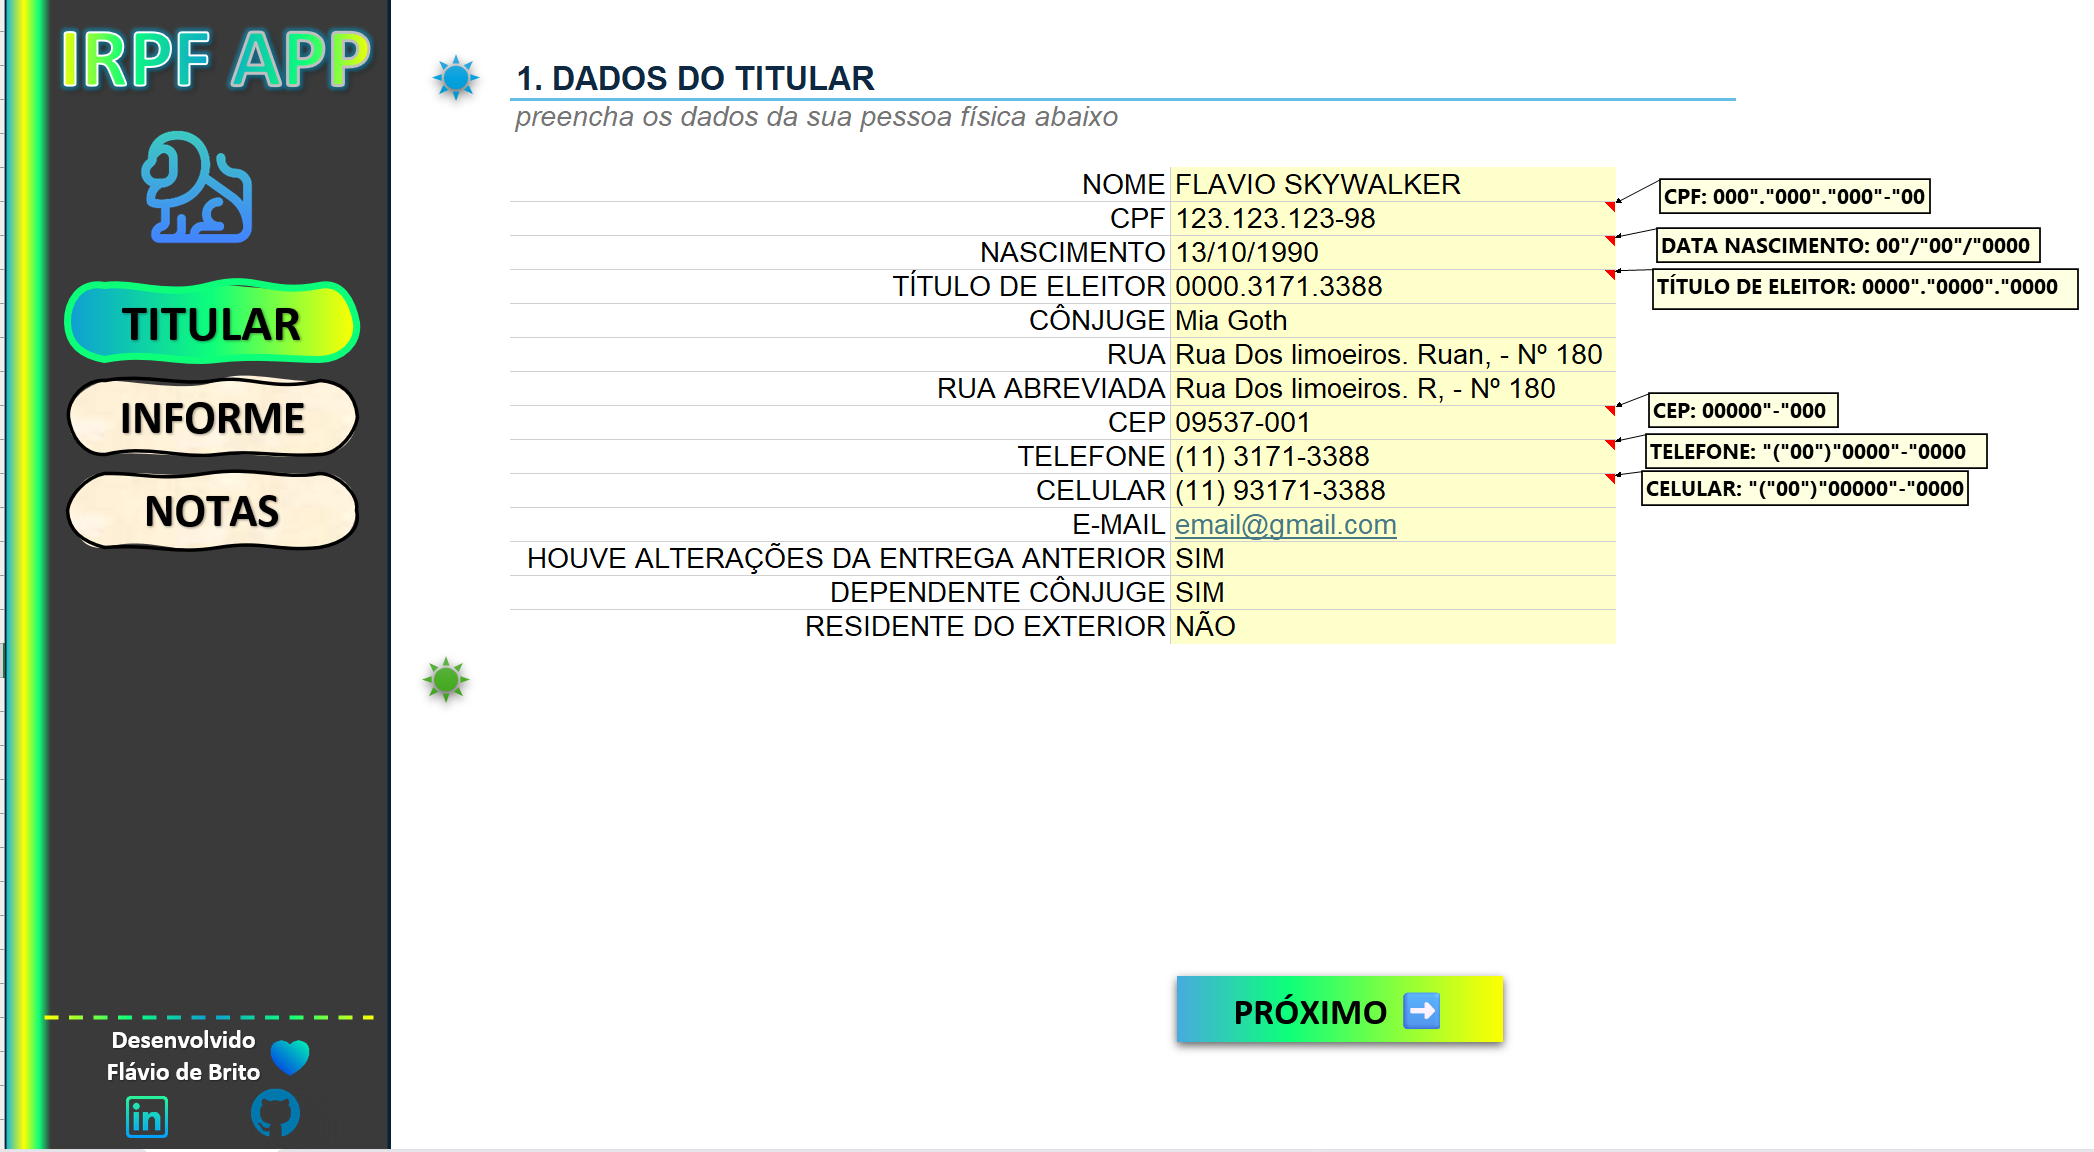 IRPF APP
TITULAR
INFORME
NOTAS
Desenvolvido
Flávio de Brito
in
1. DADOS DO TITULAR
preencha os dados da sua pessoa física abaixo
NOME FLAVIO SKYWALKER
CPF 123.123.123-98
NASCIMENTO 13/10/1990
TÍTULO DE ELEITOR 0000.3171.3388
CÔNJUGE Mia Goth
RUA Rua Dos limoeiros. Ruan, - Nº 180
RUA ABREVIADA Rua Dos limoeiros. R, - Nº 180
CEP 09537-001
TELEFONE (11) 3171-3388
CELULAR (11) 93171-3388
E-MAIL email@gmail.com
HOUVE ALTERAÇÕES DA ENTREGA ANTERIOR SIM
DEPENDENTE CÔNJUGE SIM
RESIDENTE DO EXTERIOR NÃO
CPF: 000"."000"."000"-"00
DATA NASCIMENTO: 00"/"00"/"0000
TÍTULO DE ELEITOR: 0000"."0000"."0000
CEP: 00000"-"000
TELEFONE: "("00")"0000"-"0000
CELULAR: "("00")"00000"-"0000
PRÓXIMO